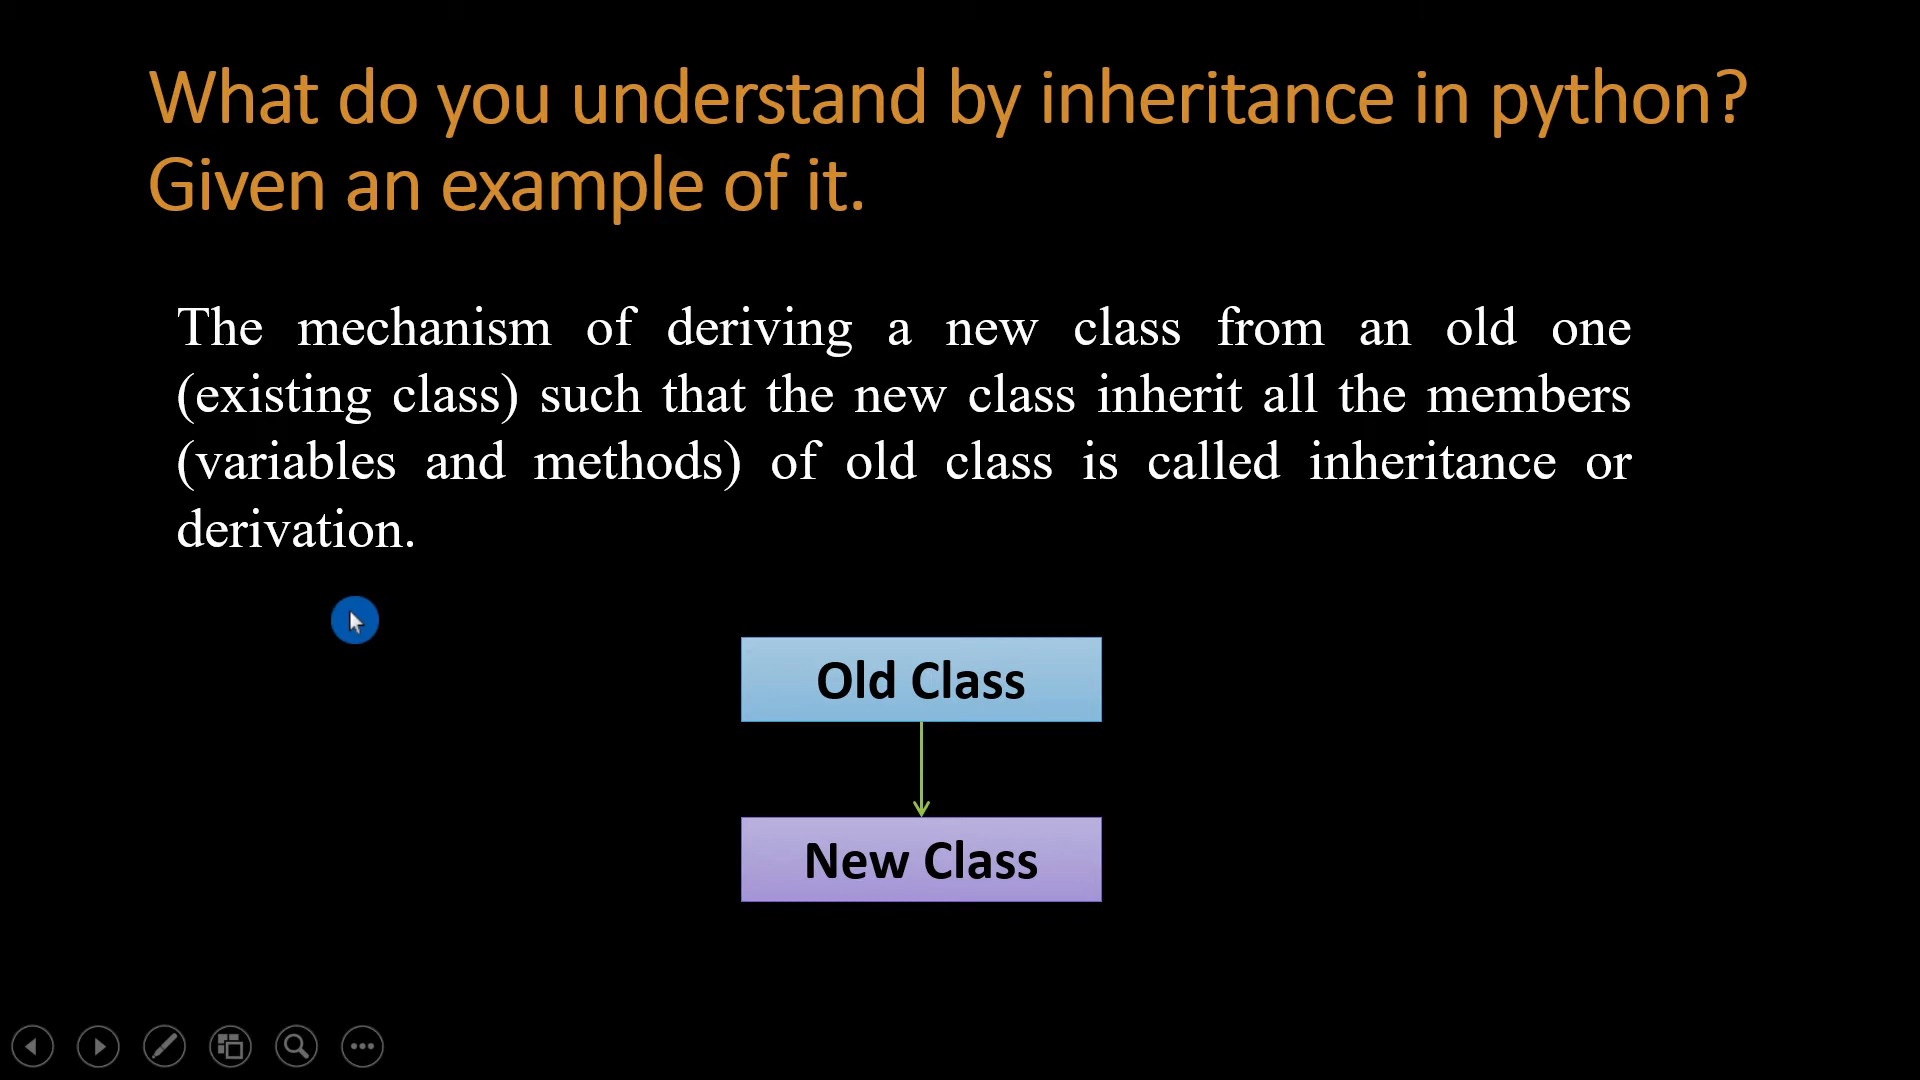 What do you understand by inheritance in python?
Given an example of it.
The mechanism of deriving a new class from an old one
(existing class) such that the new class inherit all the members
(variables and methods) of old class is called inheritance or
derivation.
Old Class
New Class